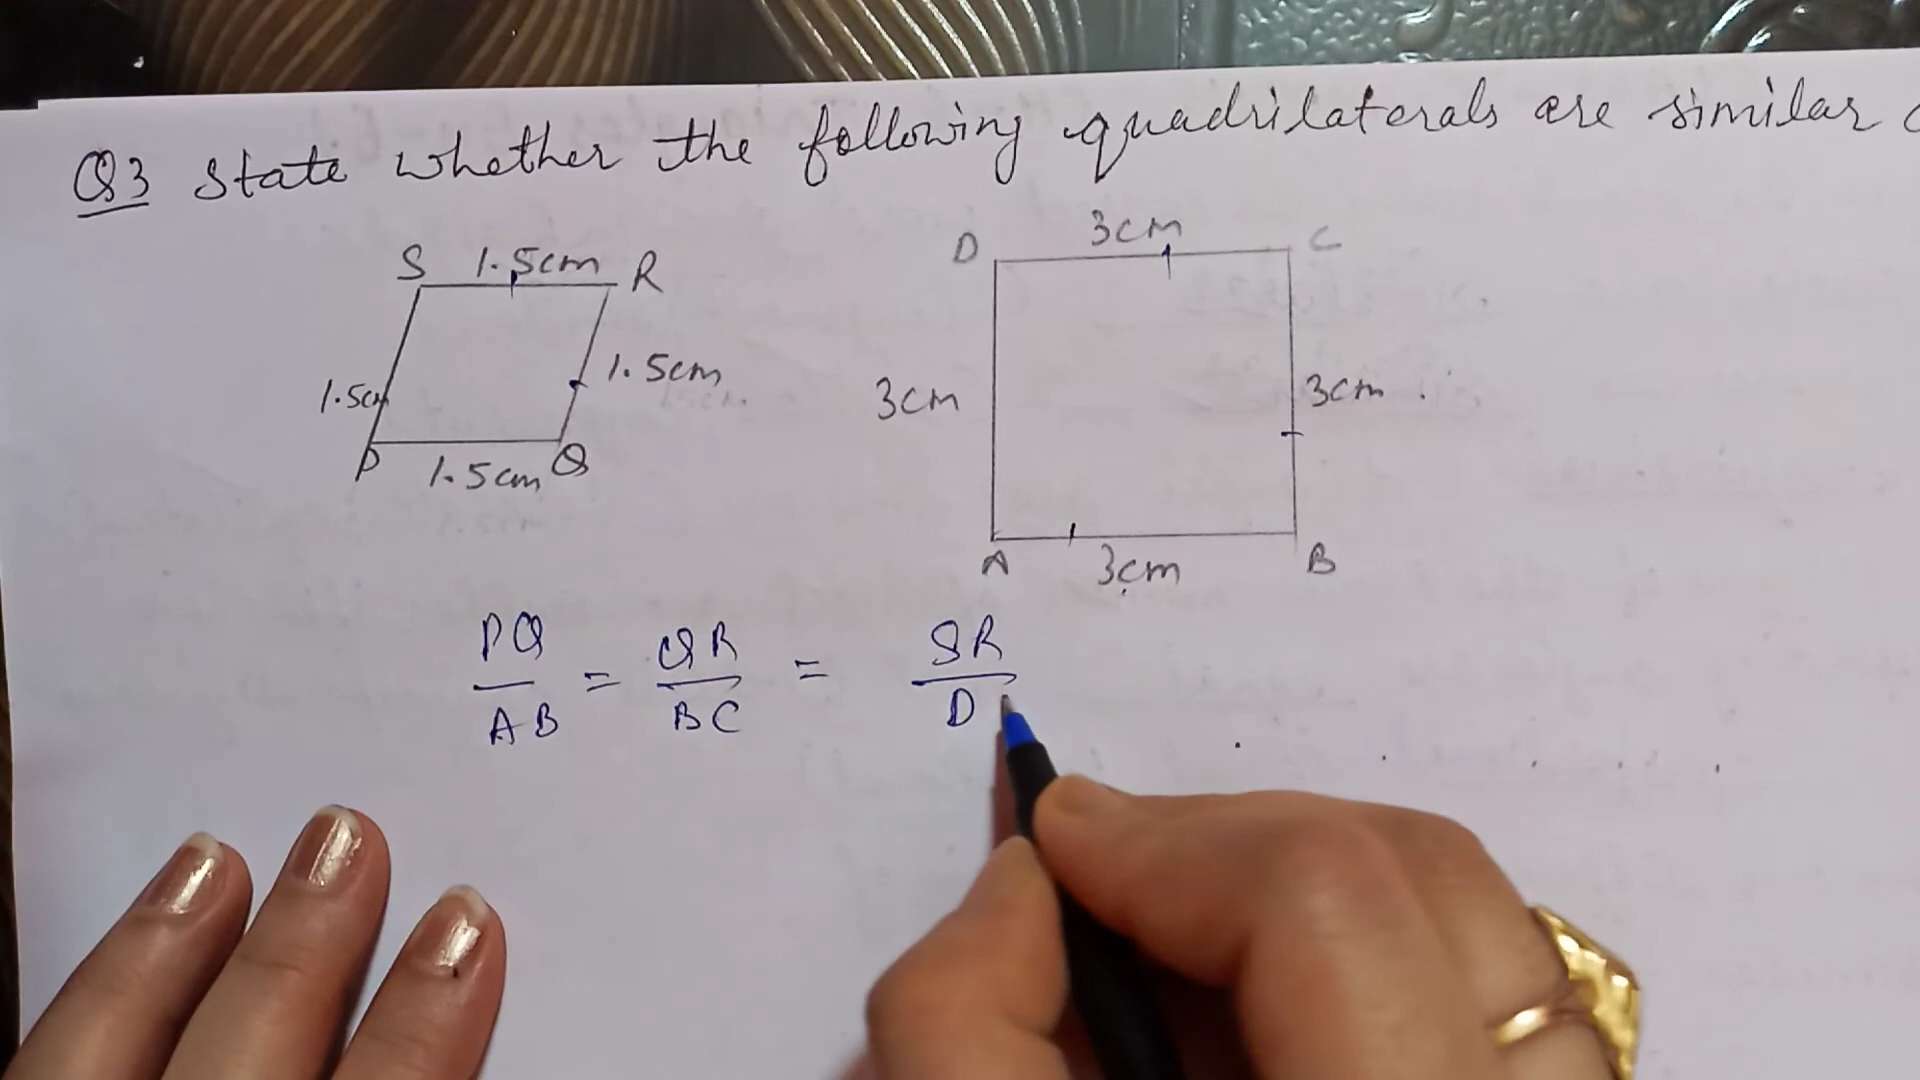 Q3 State whether the following quadrilaterals are similar
S 1.5cm R
D 3cm C
1.5cm 1.5cm
3cm 3cm
P 1.5cm Q
A 3cm B
PQ/AB = QR/BC = SR/D